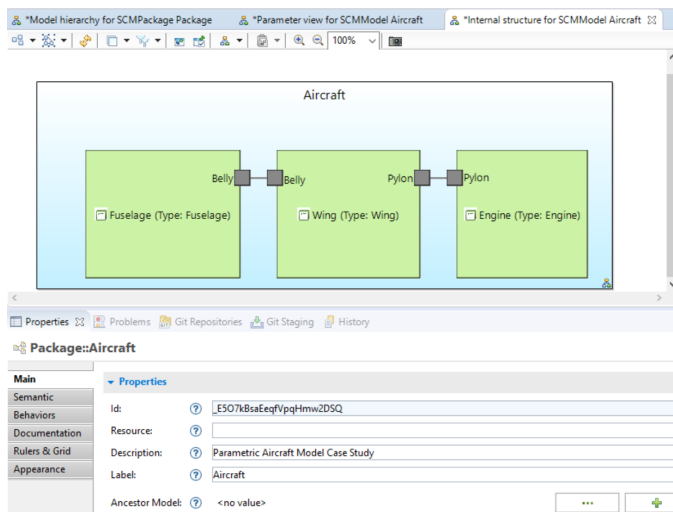 *Model hierarchy for SCMPackage Package *Parameter view for SCMModel Aircraft *Internal structure for SCMModel Aircraft
100%
Aircraft
Belly Belly Pylon Pylon
Fuselage (Type: Fuselage) Wing (Type: Wing) Engine (Type: Engine)
Properties Problems Git Repositories Git Staging History
Package::Aircraft
Main Properties
Semantic
Id: ? _E5O7kBsaEeqfVpqHmw2DSQ
Behaviors
Documentation Resource: ?
Rulers & Grid Description: ? Parametric Aircraft Model Case Study
Appearance Label: ? Aircraft
Ancestor Model: ? <no value> ...